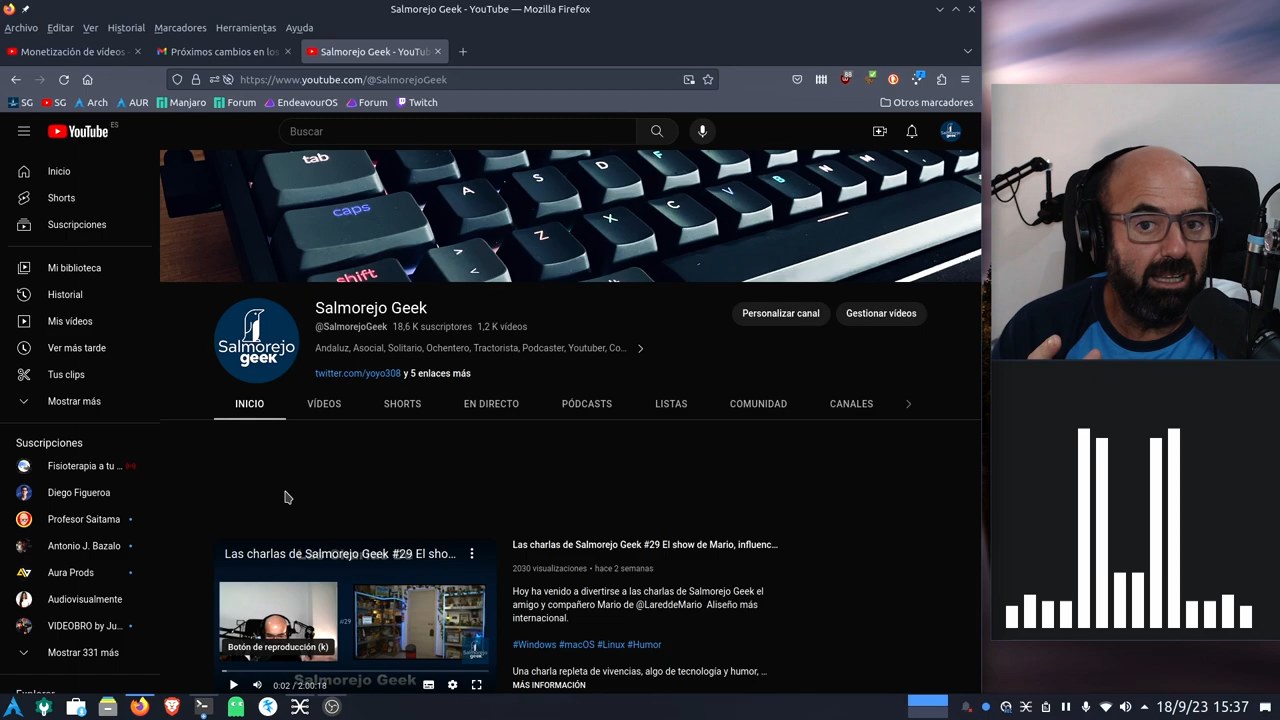 Salmorejo Geek - YouTube — Mozilla Firefox
Archivo Editar Ver Historial Marcadores Herramientas Ayuda
Monetización de vídeos -
Próximos cambios en los
Salmorejo Geek - YouTub
https://www.youtube.com/@SalmorejoGeek
88
SG SG Arch AUR Manjaro Forum EndeavourOS Forum Twitch Otros marcadores
YouTube ES
Buscar
Inicio
Shorts
Suscripciones
Mi biblioteca
Historial
Mis vídeos
Ver más tarde
Tus clips
Mostrar más
Suscripciones
Fisioterapia a tu ...
Diego Figueroa
Profesor Saitama
Antonio J. Bazalo
Aura Prods
Audiovisualmente
VIDEOBRO by Ju...
Mostrar 331 más
tab
caps
shift
A S D F
Z X C V B N M
Salmorejo
geek
Salmorejo Geek
@SalmorejoGeek 18,6 K suscriptores 1,2 K vídeos
Andaluz, Asocial, Solitario, Ochentero, Tractorista, Podcaster, Youtuber, Co...
twitter.com/yoyo308 y 5 enlaces más
Personalizar canal
Gestionar vídeos
INICIO VÍDEOS SHORTS EN DIRECTO PÓDCASTS LISTAS COMUNIDAD CANALES
Las charlas de Salmorejo Geek #29 El sho...
#29
Botón de reproducción (k)
Salmorejo Geek
0:02 / 2:00:18
Las charlas de Salmorejo Geek #29 El show de Mario, influenc...
2030 visualizaciones • hace 2 semanas
Hoy ha venido a divertirse a las charlas de Salmorejo Geek el
amigo y compañero Mario de @LareddeMario Aliseño más
internacional.
#Windows #macOS #Linux #Humor
Una charla repleta de vivencias, algo de tecnología y humor, ...
MÁS INFORMACIÓN
18/9/23 15:37